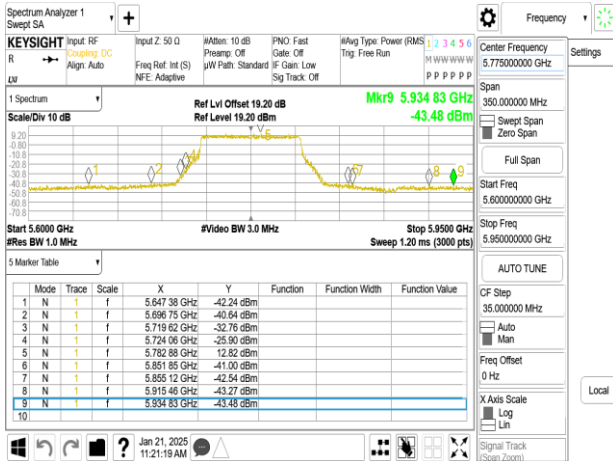 Spectrum Analyzer 1
Swept SA
+
Frequency
KEYSIGHT Input: RF Input Z: 50 Ω #Atten: 10 dB PNO: Fast #Avg Type: Power (RMS 1 2 3 4 5 6
R Coupling: DC Preamp: Off Gate: Off Trig: Free Run M W W W W W
Align: Auto Freq Ref: Int (S) µW Path: Standard IF Gain: Low
NFE: Adaptive Sig Track: Off P P P P P P
1 Spectrum
Scale/Div 10 dB
Ref Lvl Offset 19.20 dB
Ref Level 19.20 dBm
Mkr9 5.934 83 GHz
-43.48 dBm
9.20
-0.80
-10.8
-20.8
-30.8
-40.8
-50.8
-60.8
-70.8
1 2 4 5 7 8 9
Start 5.6000 GHz #Video BW 3.0 MHz Stop 5.9500 GHz
#Res BW 1.0 MHz Sweep 1.20 ms (3000 pts)
5 Marker Table
Mode Trace Scale X Y Function Function Width Function Value
1 N 1 f 5.647 38 GHz -42.24 dBm
2 N 1 f 5.696 75 GHz -40.64 dBm
3 N 1 f 5.719 62 GHz -32.76 dBm
4 N 1 f 5.724 06 GHz -25.90 dBm
5 N 1 f 5.782 88 GHz 12.82 dBm
6 N 1 f 5.851 85 GHz -41.00 dBm
7 N 1 f 5.855 12 GHz -42.54 dBm
8 N 1 f 5.915 46 GHz -43.27 dBm
9 N 1 f 5.934 83 GHz -43.48 dBm
10
Jan 21, 2025
11:21:19 AM
?
Center Frequency
5.775000000 GHz
Span
350.000000 MHz
Swept Span
Zero Span
Full Span
Start Freq
5.600000000 GHz
Stop Freq
5.950000000 GHz
AUTO TUNE
CF Step
35.000000 MHz
Auto
Man
Freq Offset
0 Hz
X Axis Scale
Log
Lin
Signal Track
(Span Zoom)
Settings
Local